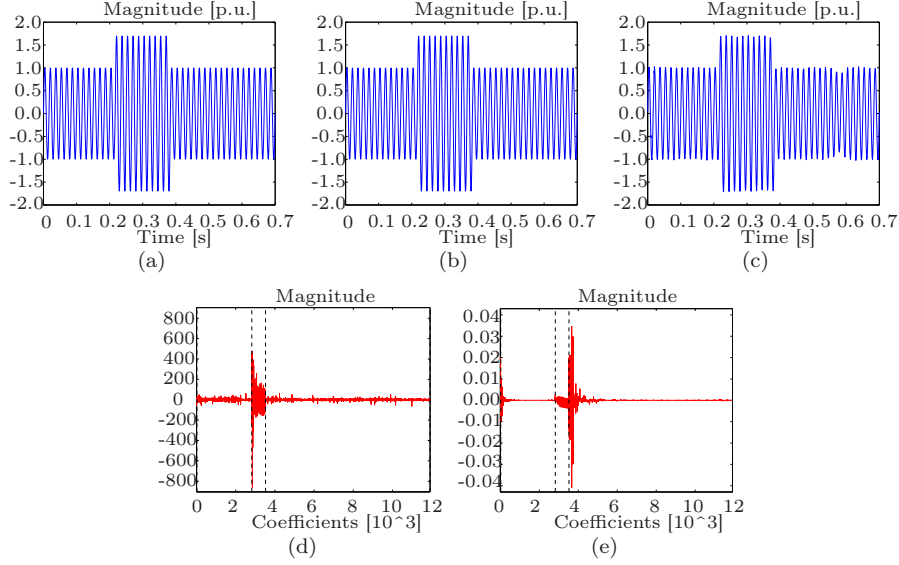 Magnitude [p.u.]
2.0
1.5
1.0
0.5
0.0
-0.5
-1.0
-1.5
-2.0
0 0.1 0.2 0.3 0.4 0.5 0.6 0.7
Time [s]
(a)
Magnitude [p.u.]
2.0
1.5
1.0
0.5
0.0
-0.5
-1.0
-1.5
-2.0
0 0.1 0.2 0.3 0.4 0.5 0.6 0.7
Time [s]
(b)
Magnitude [p.u.]
2.0
1.5
1.0
0.5
0.0
-0.5
-1.0
-1.5
-2.0
0 0.1 0.2 0.3 0.4 0.5 0.6 0.7
Time [s]
(c)
Magnitude
800
600
400
200
0
-200
-400
-600
-800
0 2 4 6 8 10 12
Coefficients [10^3]
(d)
Magnitude
0.04
0.03
0.02
0.01
0.00
-0.01
-0.02
-0.03
-0.04
0 2 4 6 8 10 12
Coefficients [10^3]
(e)